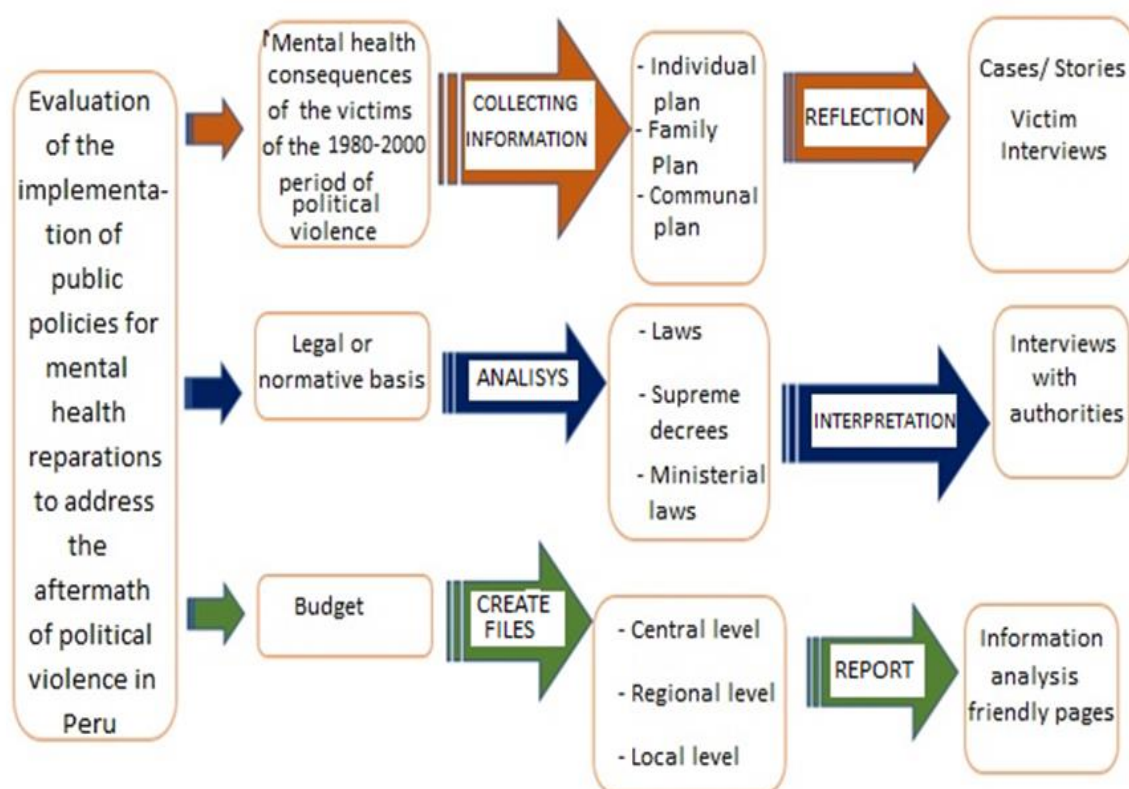 Evaluation
of the
implementa-
tion of
public
policies for
mental
health
reparations
to address
the
aftermath
of political
violence in
Peru
Mental health
consequences
of the victims
of the 1980-2000
period of
political
violence
COLLECTING
INFORMATION
- Individual
plan
- Family
Plan
- Communal
plan
REFLECTION
Cases/ Stories
Victim
Interviews
Legal or
normative basis
ANALISYS
- Laws
- Supreme
decrees
- Ministerial
laws
INTERPRETATION
Interviews
with
authorities
Budget
CREATE
FILES
- Central level
- Regional level
- Local level
REPORT
Information
analysis
friendly pages